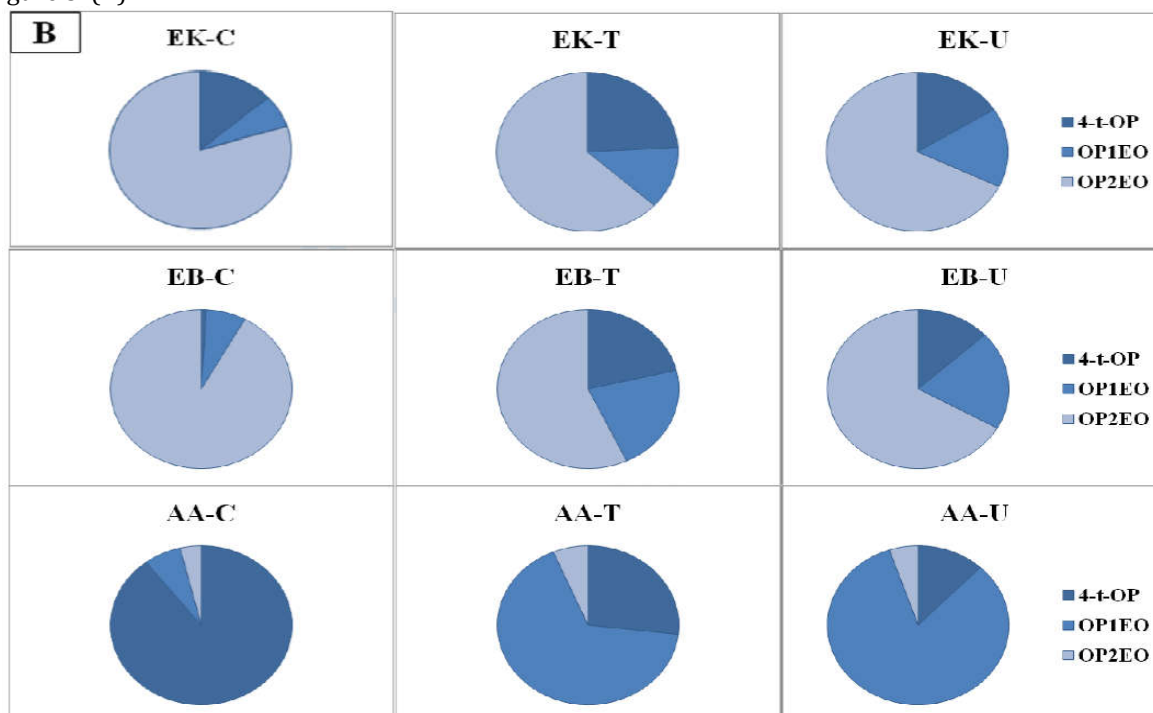 B
EK-C
EK-T
EK-U
4-t-OP
OP1EO
OP2EO
EB-C
EB-T
EB-U
4-t-OP
OP1EO
OP2EO
AA-C
AA-T
AA-U
4-t-OP
OP1EO
OP2EO